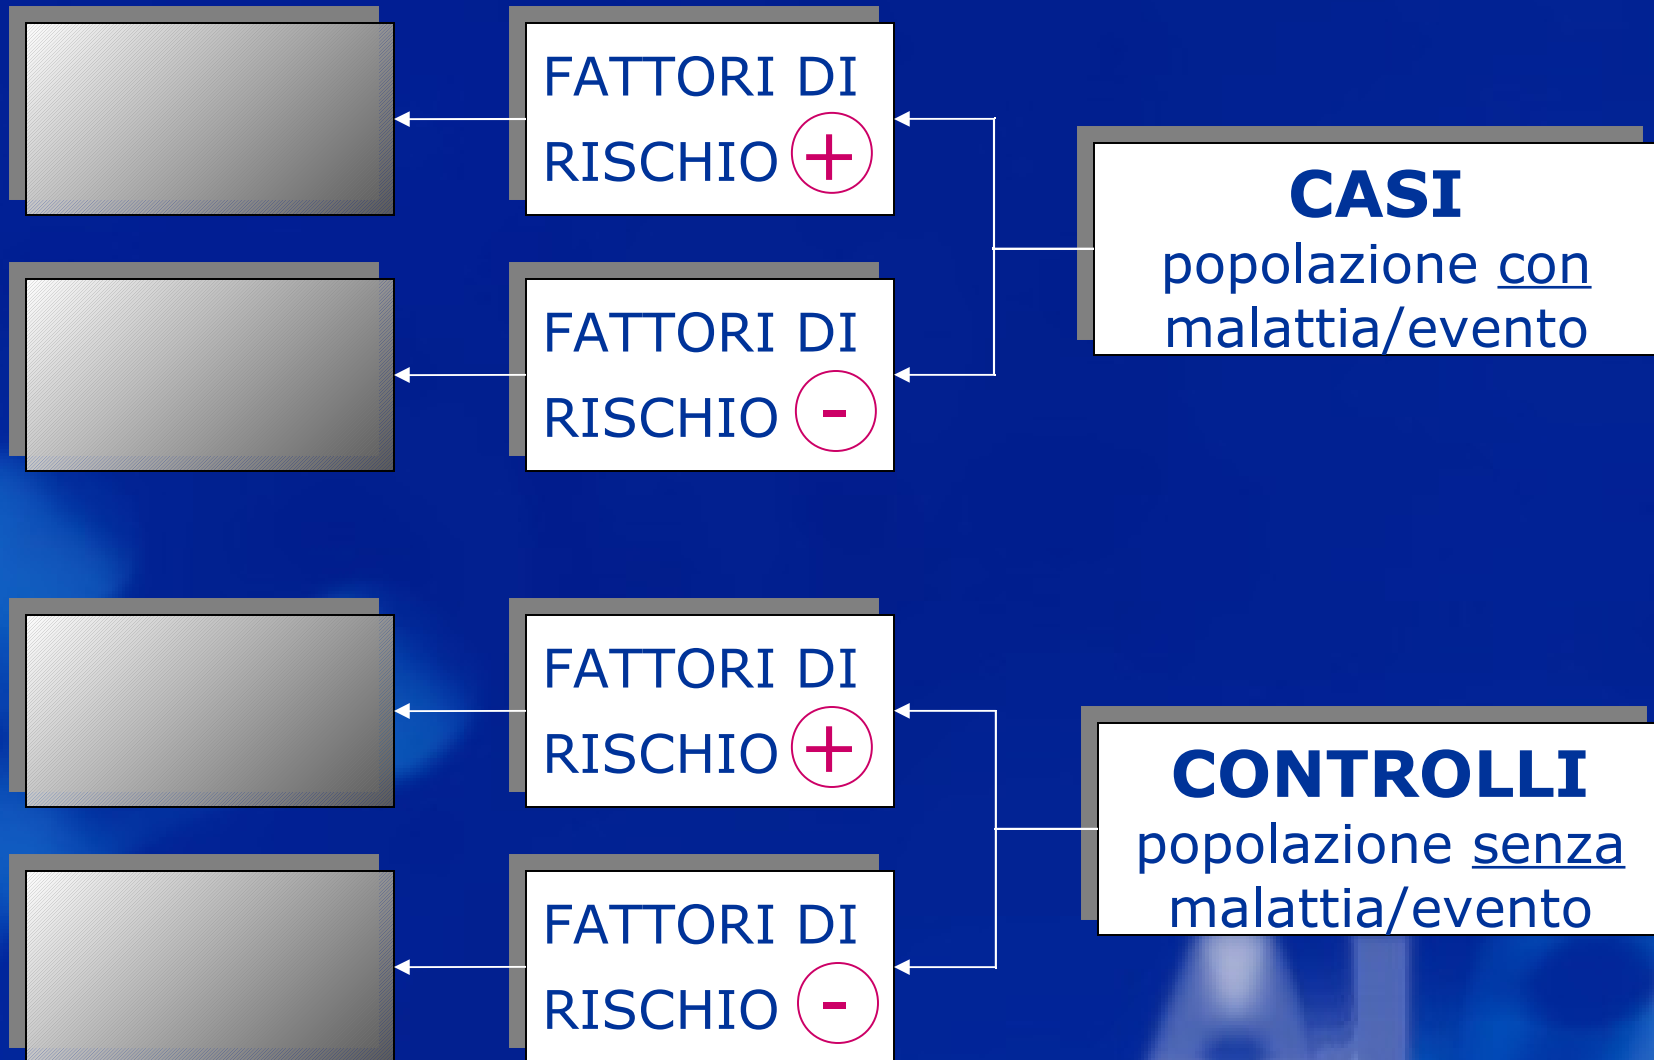 FATTORI DI
RISCHIO +
CASI
popolazione con
malattia/evento
FATTORI DI
RISCHIO -
FATTORI DI
RISCHIO +
CONTROLLI
popolazione senza
malattia/evento
FATTORI DI
RISCHIO -